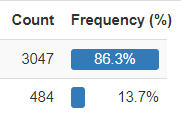 Count Frequency (%)
3047 86.3%
484 13.7%